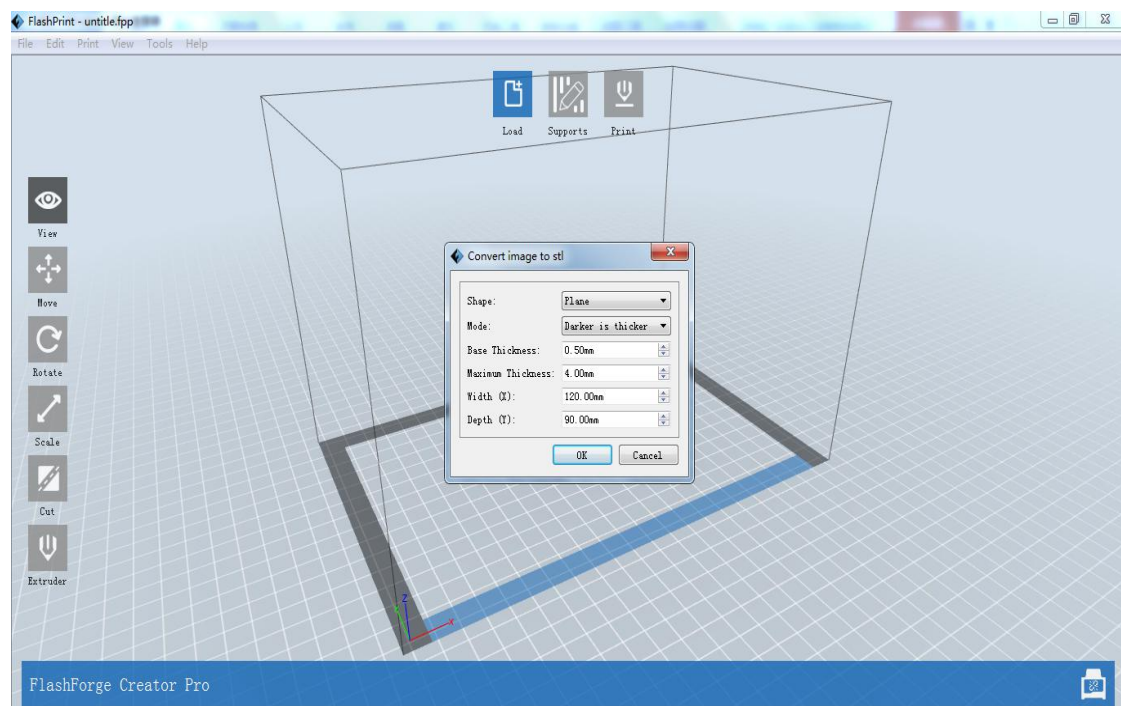 FlashPrint - untitle.fpp
File Edit Print View Tools Help
Load Supports Print
View
Move
Rotate
Scale
Cut
Extruder
Convert image to stl
Shape: Plane
Mode: Darker is thicker
Base Thickness: 0.50mm
Maximum Thickness: 4.00mm
Width (X): 120.00mm
Depth (Y): 90.00mm
OK Cancel
Z
X
FlashForge Creator Pro